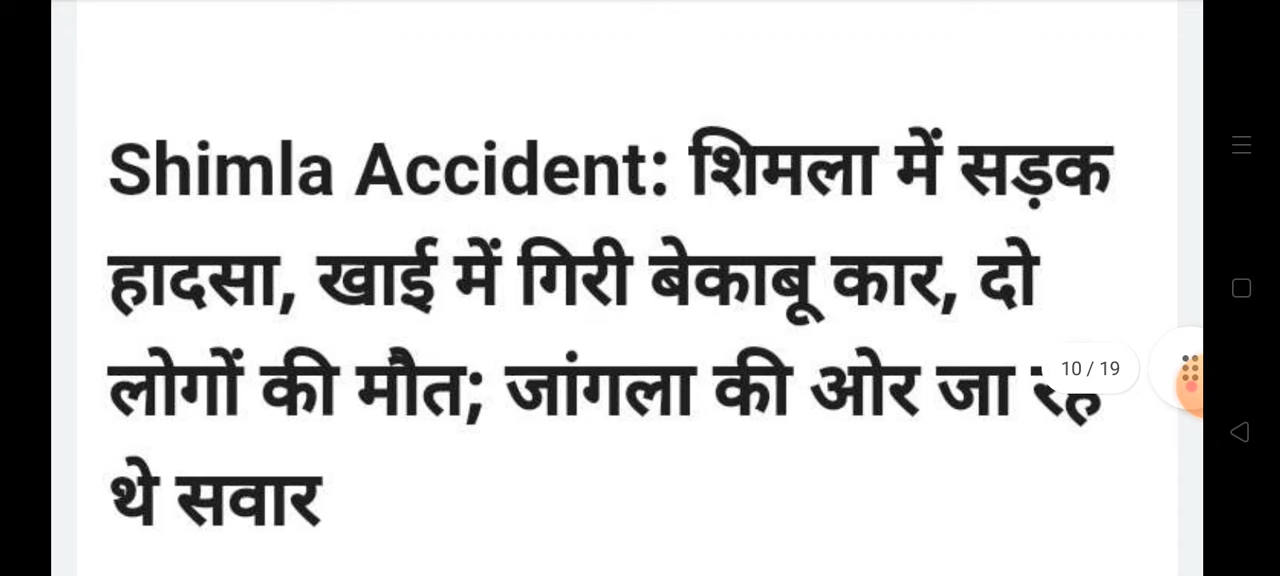 Shimla Accident: शिमला में सड़क
हादसा, खाई में गिरी बेकाबू कार, दो
लोगों की मौत; जांगला की ओर जा
10 / 19
थे सवार